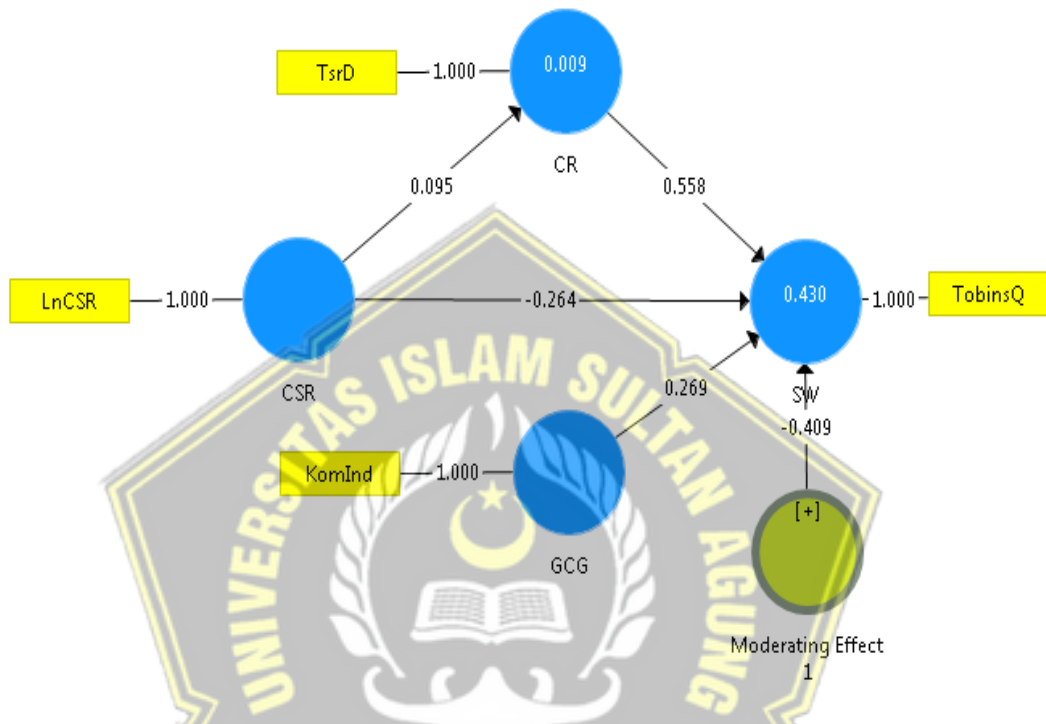 TsrD
1.000
0.009
CR
0.095
0.558
LnCSR
1.000
CSR
-0.264
0.430
SW
1.000
TobinsQ
0.269
-0.409
KomInd
1.000
GCG
[+]
Moderating Effect
1
UNIVERSITAS ISLAM SULTAN AGUNG